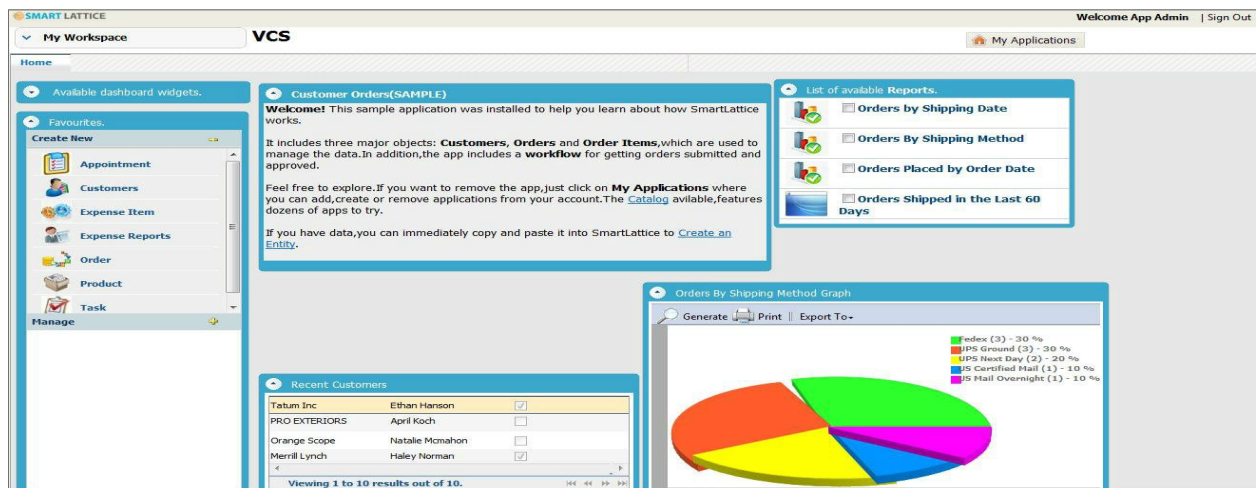 SMART LATTICE
Welcome App Admin | Sign Out
My Workspace
VCS
My Applications
Home
Available dashboard widgets.
Favourites.
Create New
Appointment
Customers
Expense Item
Expense Reports
Order
Product
Task
Manage
Customer Orders(SAMPLE)
Welcome! This sample application was installed to help you learn about how SmartLattice
works.
It includes three major objects: Customers, Orders and Order Items,which are used to
manage the data.In addition,the app includes a workflow for getting orders submitted and
approved.
Feel free to explore.If you want to remove the app,just click on My Applications where
you can add,create or remove applications from your account.The Catalog avilable,features
dozens of apps to try.
If you have data,you can immediately copy and paste it into SmartLattice to Create an
Entity.
List of available Reports.
Orders by Shipping Date
Orders By Shipping Method
Orders Placed by Order Date
Orders Shipped in the Last 60
Days
Recent Customers
Tatum Inc Ethan Hanson
PRO EXTERIORS April Koch
Orange Scope Natalie Mcmahon
Merrill Lynch Haley Norman
Viewing 1 to 10 results out of 10.
Orders By Shipping Method Graph
Generate Print || Export To
Fedex (3) - 30 %
UPS Ground (3) - 30 %
UPS Next Day (2) - 20 %
US Certified Mail (1) - 10 %
US Mail Overnight (1) - 10 %